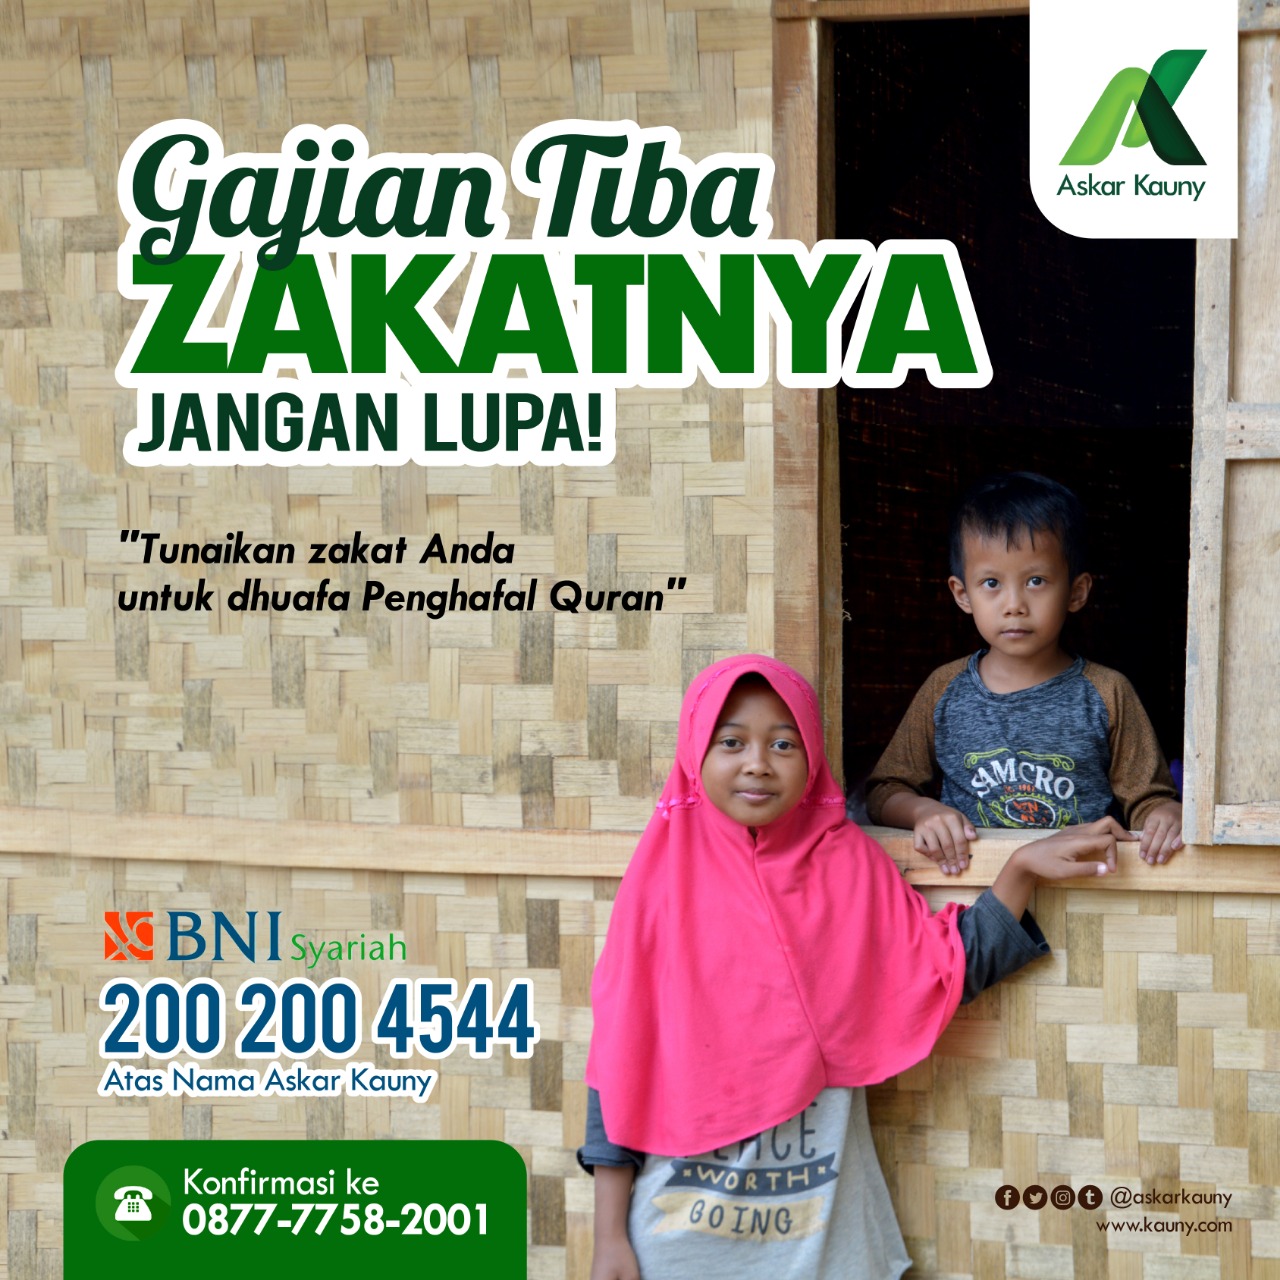 Askar Kauny
Gajian Tiba
ZAKATNYA
JANGAN LUPA!
"Tunaikan zakat Anda
untuk dhuafa Penghafal Quran"
SAMCRO
BNI Syariah
200 200 4544
Atas Nama Askar Kauny
WORTH
GOING
Konfirmasi ke
0877-7758-2001
@askarkauny
www.kauny.com